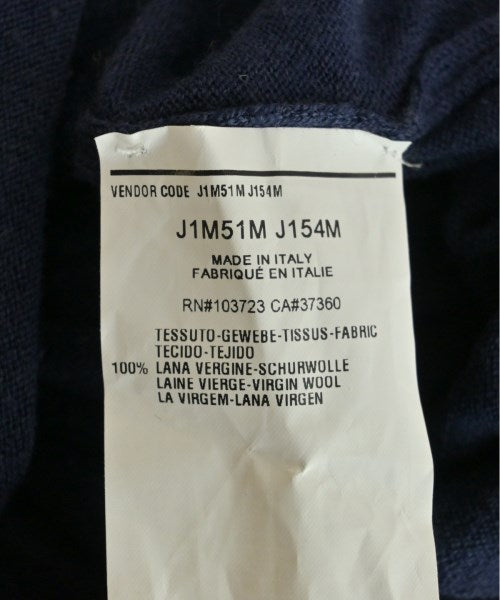 VENDOR CODE J1M51M J154M
J1M51M J154M
MADE IN ITALY
FABRIQUÉ EN ITALIE
RN#103723 CA#37360
TESSUTO-GEWEBE-TISSUS-FABRIC
TECIDO-TEJIDO
100% LANA VERGINE-SCHURWOLLE
LAINE VIERGE-VIRGIN WOOL
LA VIRGEM-LANA VIRGEN